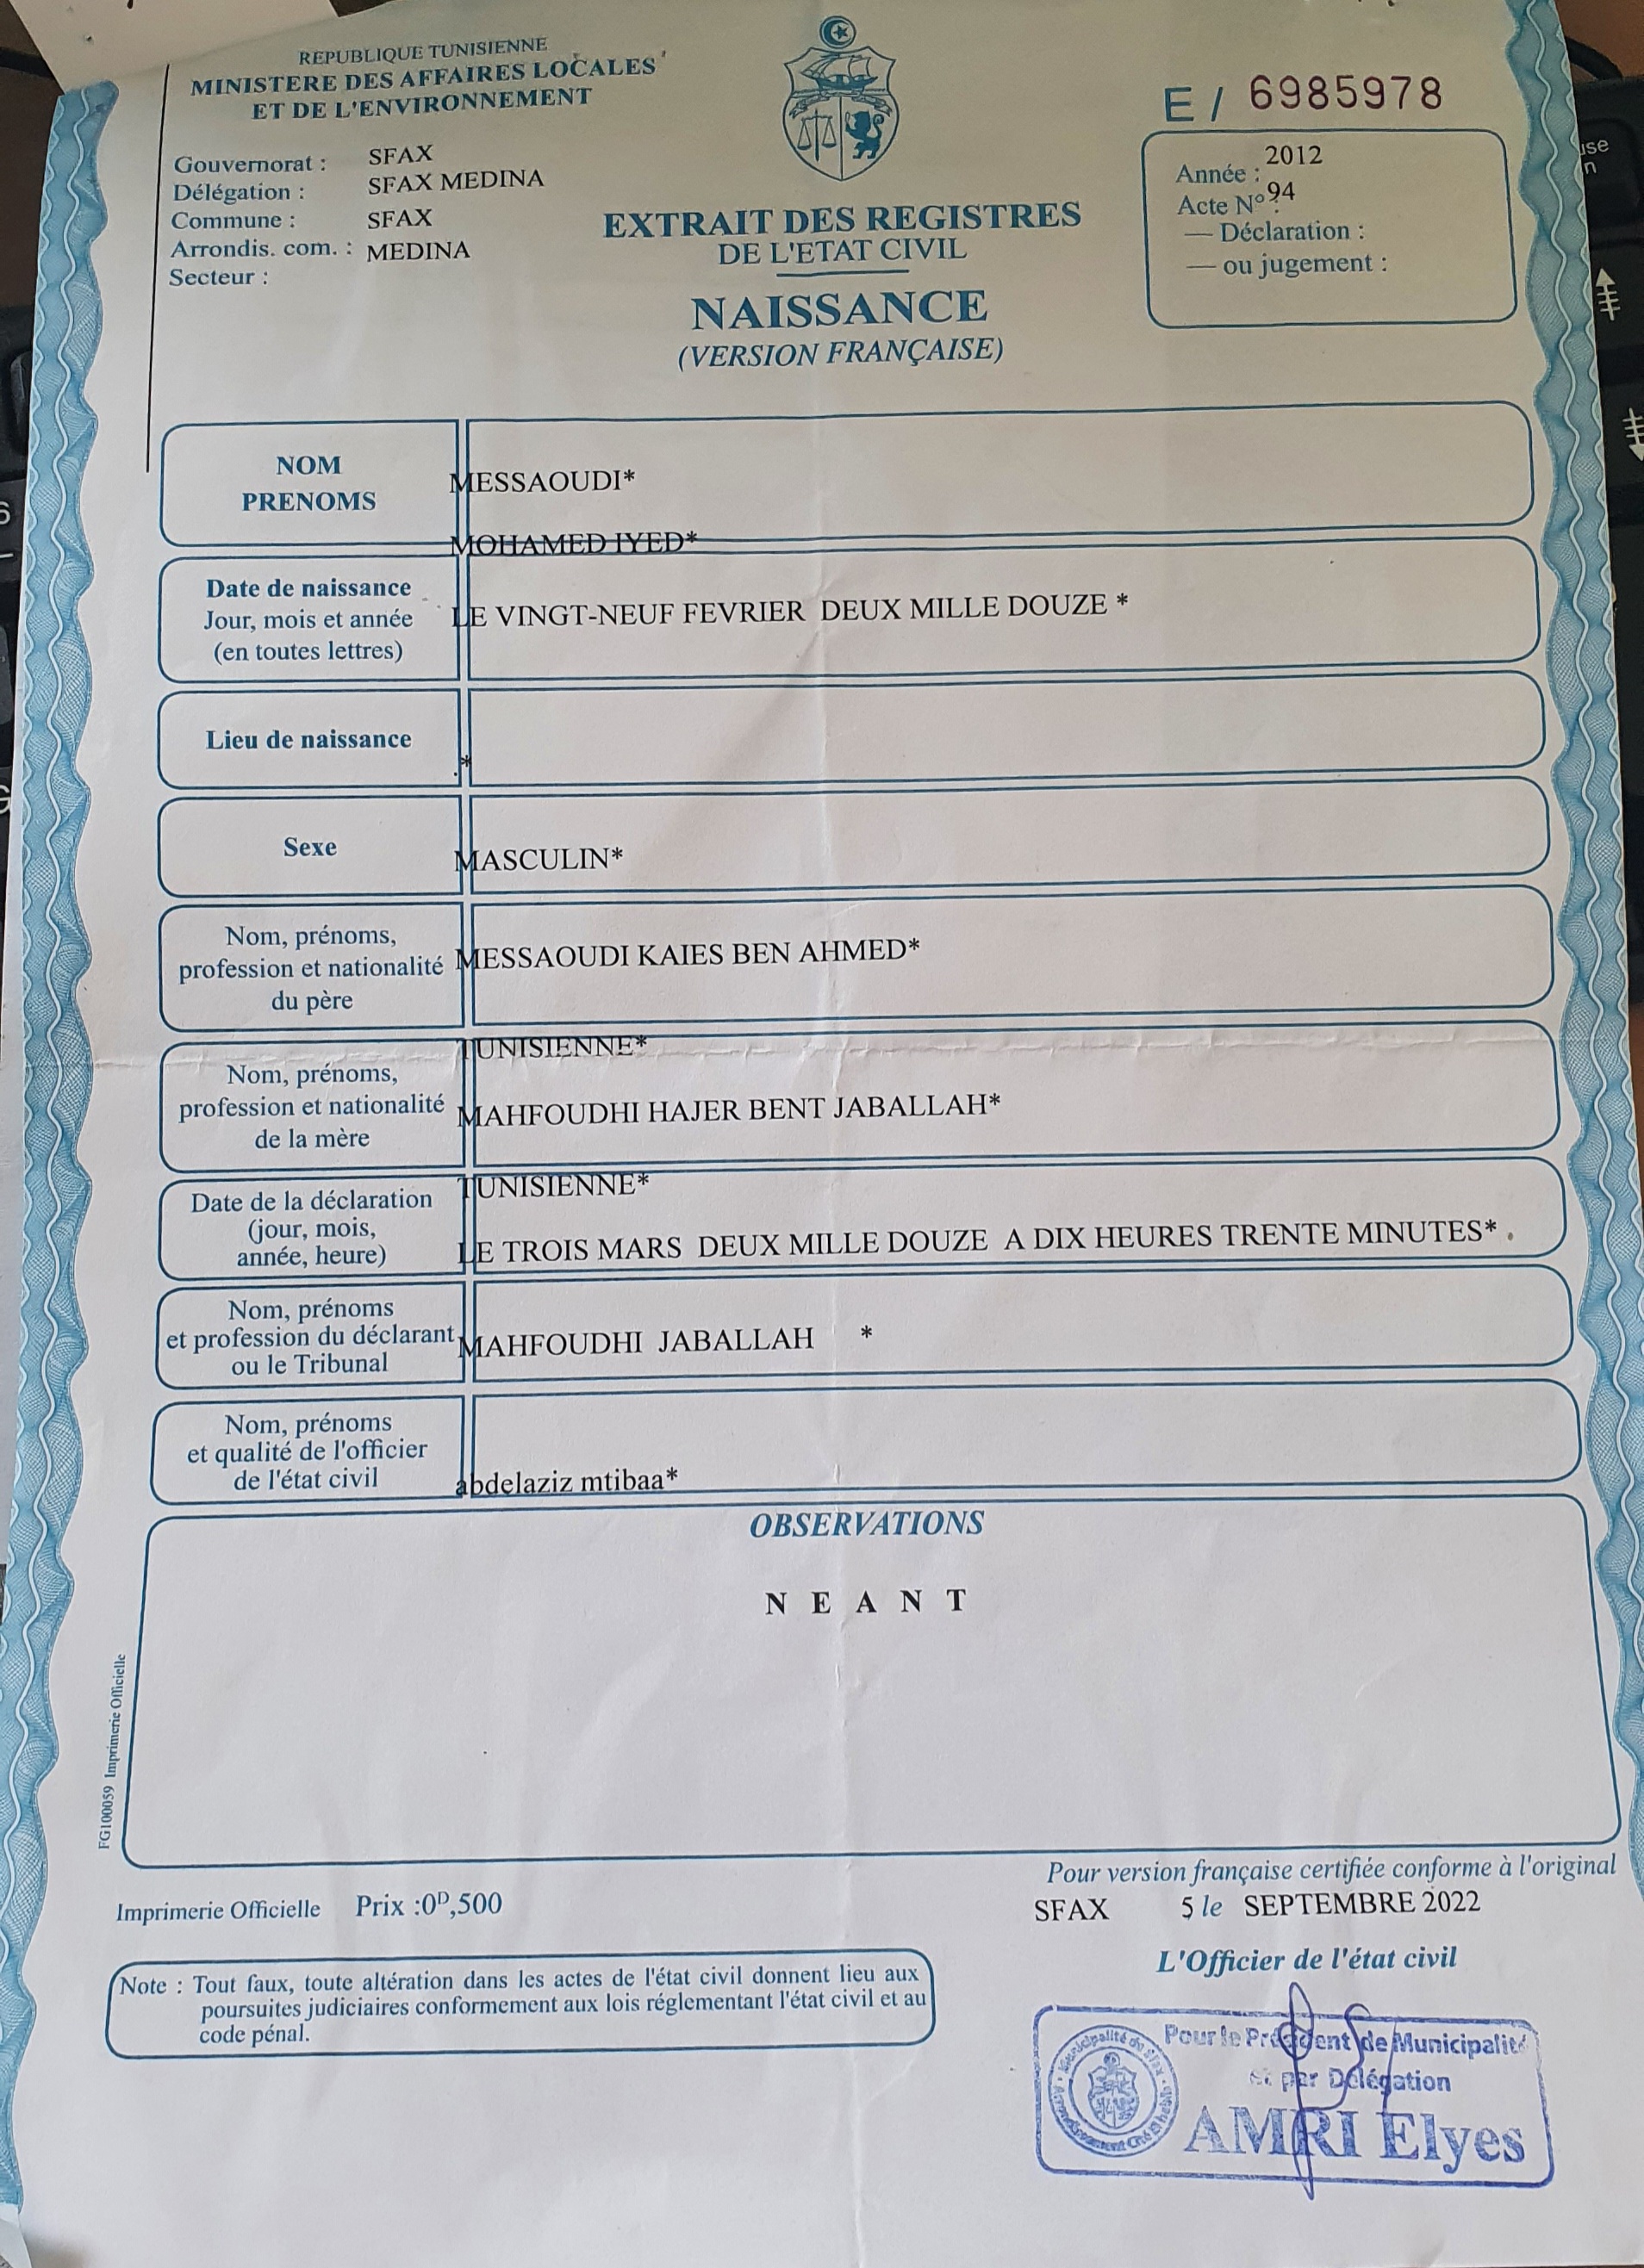 REPUBLIQUE TUNISIENNE
MINISTERE DES AFFAIRES LOCALES
ET DE L'ENVIRONNEMENT
E / 6985978
Gouvernorat : SFAX
Délégation : SFAX MEDINA
Commune : SFAX
Arrondis. com. : MEDINA
Secteur :
EXTRAIT DES REGISTRES
DE L'ETAT CIVIL
NAISSANCE
(VERSION FRANÇAISE)
Année : 2012
Acte N° : 94
— Déclaration :
— ou jugement :
NOM
PRENOMS
MESSAOUDI*
MOHAMED IYED*
Date de naissance
Jour, mois et année
(en toutes lettres)
LE VINGT-NEUF FEVRIER DEUX MILLE DOUZE *
Lieu de naissance
.*
Sexe
MASCULIN*
Nom, prénoms,
profession et nationalité
du père
MESSAOUDI KAIES BEN AHMED*
TUNISIENNE*
Nom, prénoms,
profession et nationalité
de la mère
MAHFOUDHI HAJER BENT JABALLAH*
TUNISIENNE*
Date de la déclaration
(jour, mois,
année, heure)
LE TROIS MARS DEUX MILLE DOUZE A DIX HEURES TRENTE MINUTES* .
Nom, prénoms
et profession du déclarant
ou le Tribunal
MAHFOUDHI JABALLAH *
Nom, prénoms
et qualité de l'officier
de l'état civil
abdelaziz mtibaa*
OBSERVATIONS
N E A N T
FG100059 Imprimerie Officielle
Pour version française certifiée conforme à l'original
SFAX 5 le SEPTEMBRE 2022
Imprimerie Officielle Prix :0ᴰ,500
L'Officier de l'état civil
Note : Tout faux, toute altération dans les actes de l'état civil donnent lieu aux
poursuites judiciaires conformement aux lois réglementant l'état civil et au
code pénal.
Pour le Président de Municipalité
et par Délégation
AMRI Elyes
Municipalité de Sfax